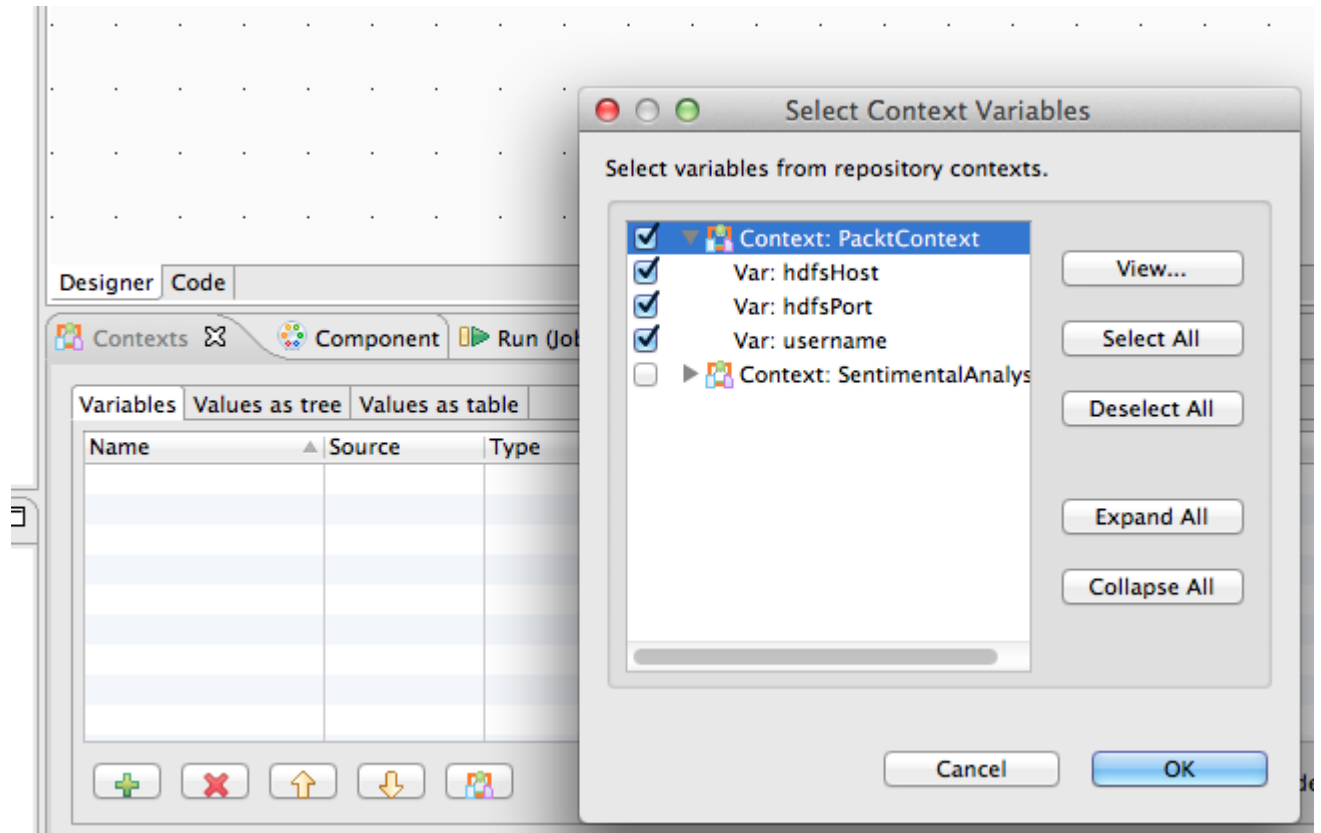 Select Context Variables
Select variables from repository contexts.
Context: PacktContext
Var: hdfsHost
Var: hdfsPort
Var: username
Context: SentimentalAnalys
View...
Select All
Deselect All
Expand All
Collapse All
Cancel OK
Designer Code
Contexts Component Run (Jo
Variables Values as tree Values as table
Name Source Type